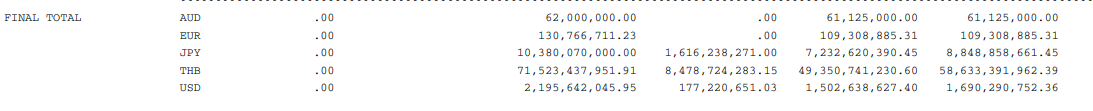 FINAL TOTAL AUD .00 62,000,000.00 .00 61,125,000.00 61,125,000.00
EUR .00 130,766,711.23 .00 109,308,885.31 109,308,885.31
JPY .00 10,380,070,000.00 1,616,238,271.00 7,232,620,390.45 8,848,858,661.45
THB .00 71,523,437,951.91 8,478,724,283.15 49,350,741,230.60 58,633,391,962.39
USD .00 2,195,642,045.95 177,220,651.03 1,502,638,627.40 1,690,290,752.36